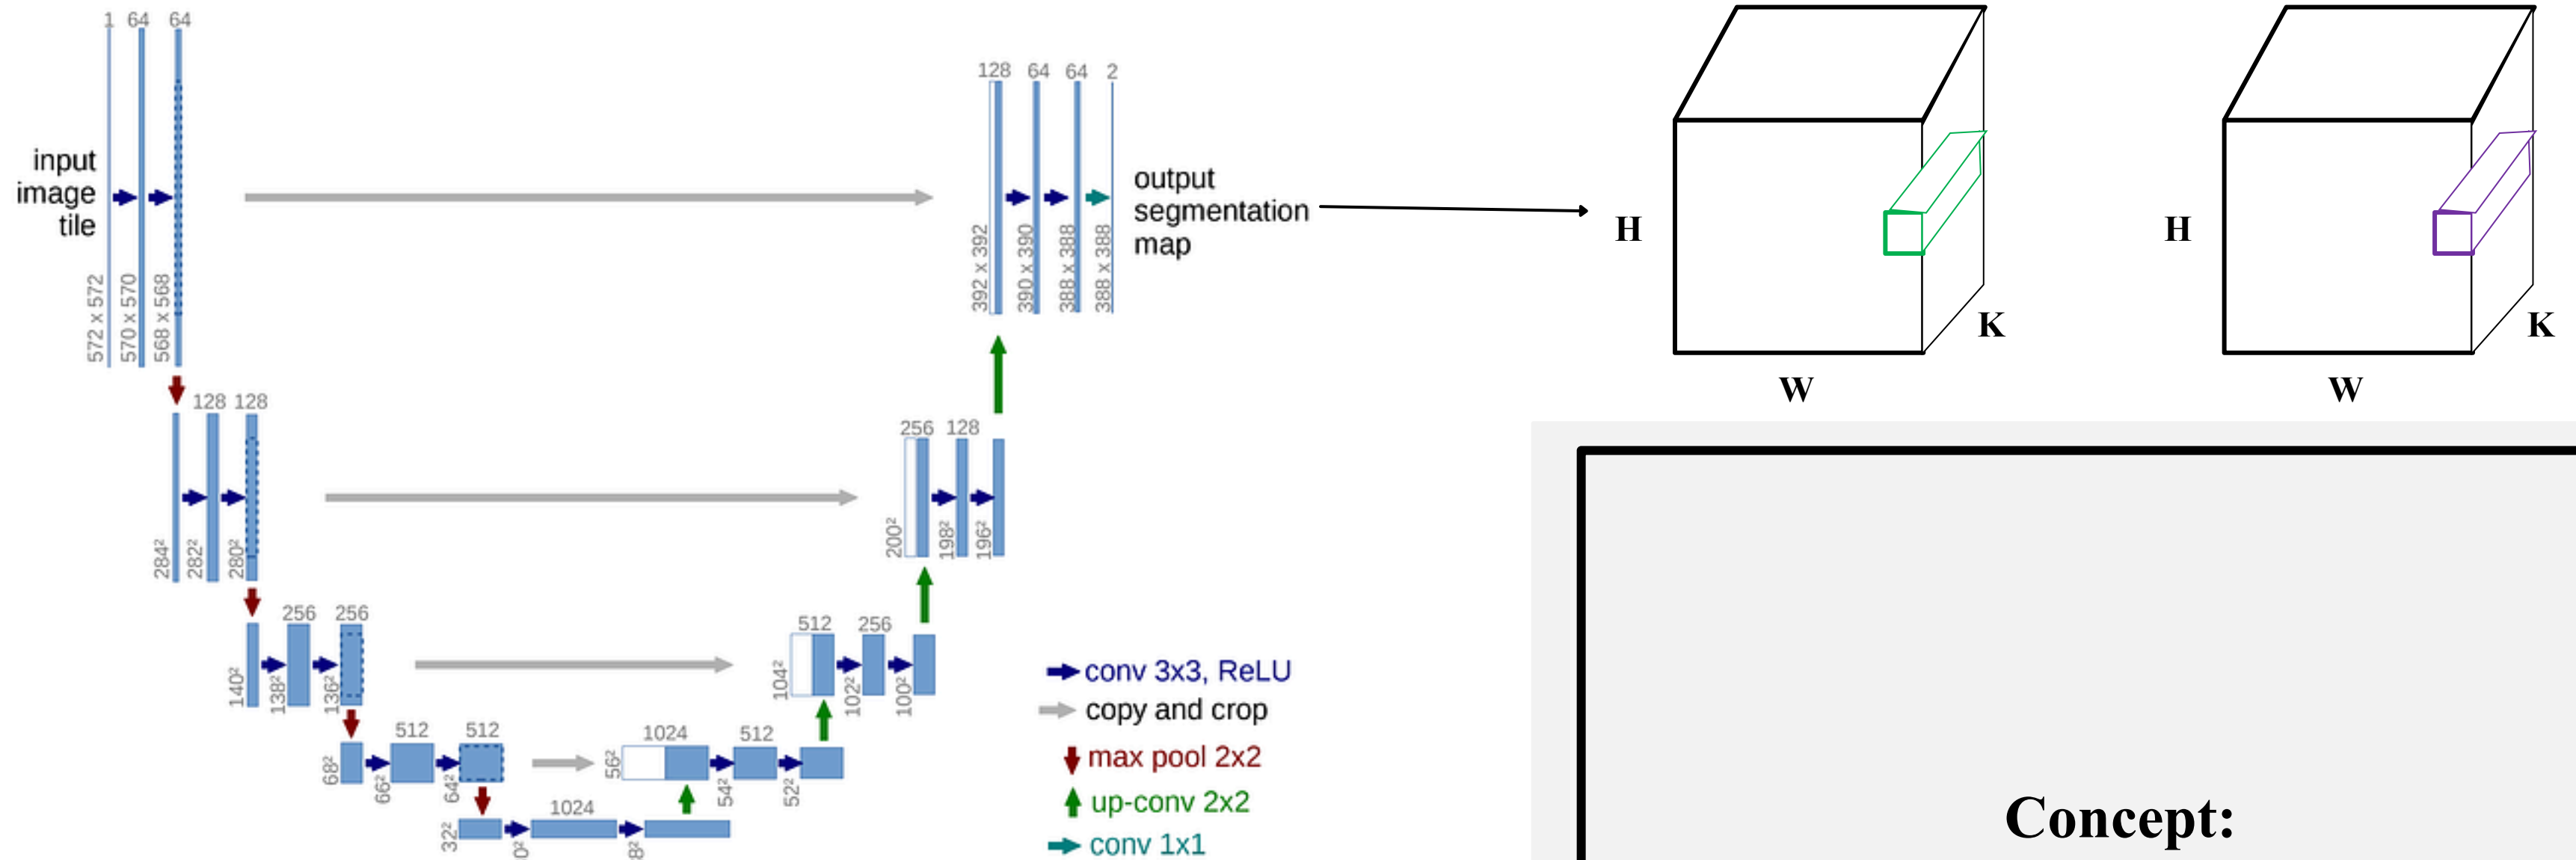 1 64 64
input
image
tile
572 x 572
570 x 570
568 x 568
128 64 64 2
392 x 392
390 x 390
388 x 388
388 x 388
output
segmentation
map
128 128
284²
282²
280²
256 128
200²
198²
196²
256 256
140²
138²
136²
512 256
104²
102²
100²
512 512
68²
66²
64²
1024 512
56²
54²
52²
1024
32²
0²
8²
conv 3x3, ReLU
copy and crop
max pool 2x2
up-conv 2x2
conv 1x1
H
K
W
H
K
W
Concept: